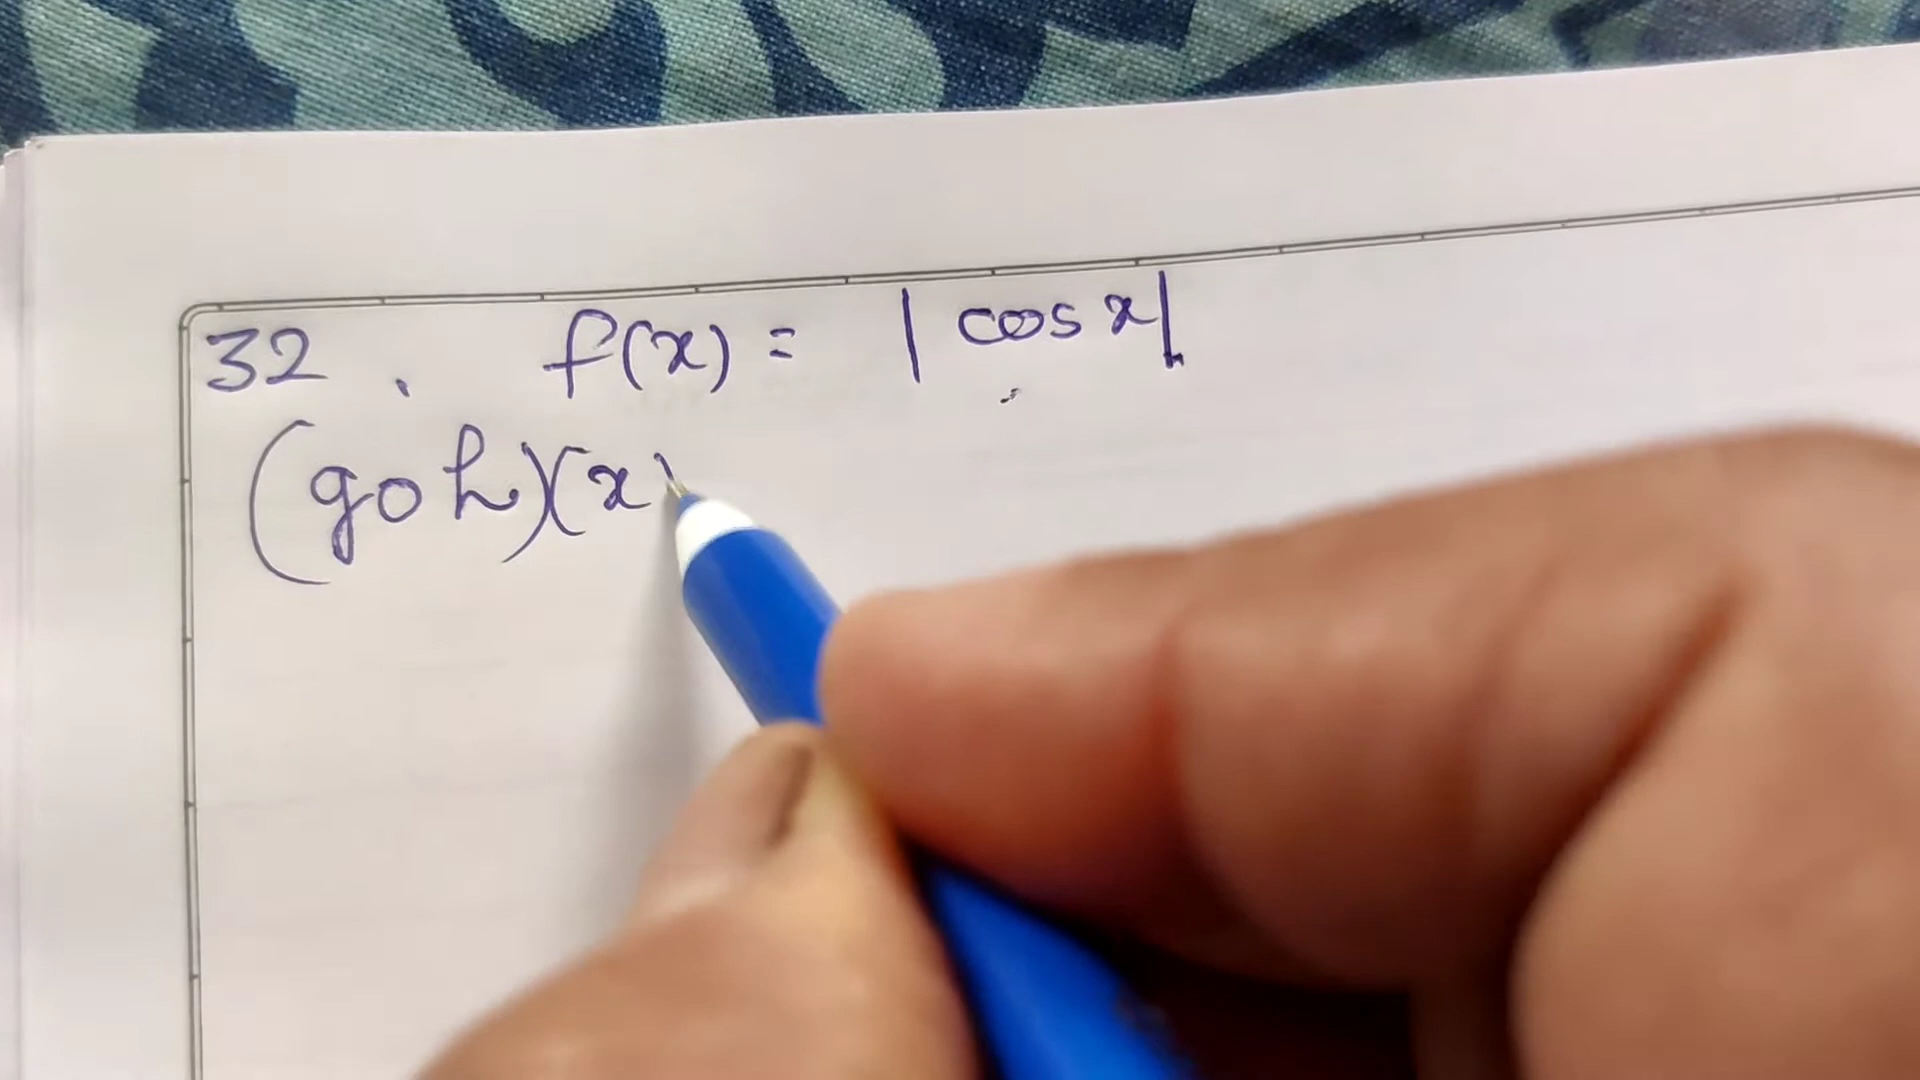 32. f(x) = | cos x |
(goh)(x)